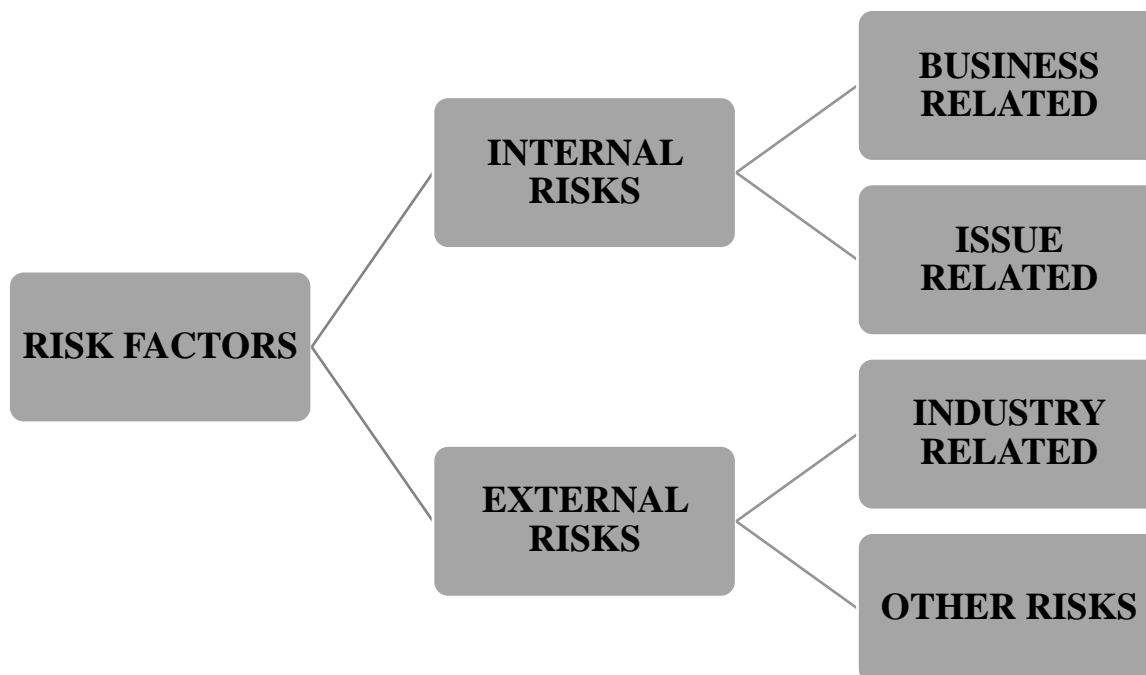 RISK FACTORS
INTERNAL
RISKS
BUSINESS
RELATED
ISSUE
RELATED
EXTERNAL
RISKS
INDUSTRY
RELATED
OTHER RISKS